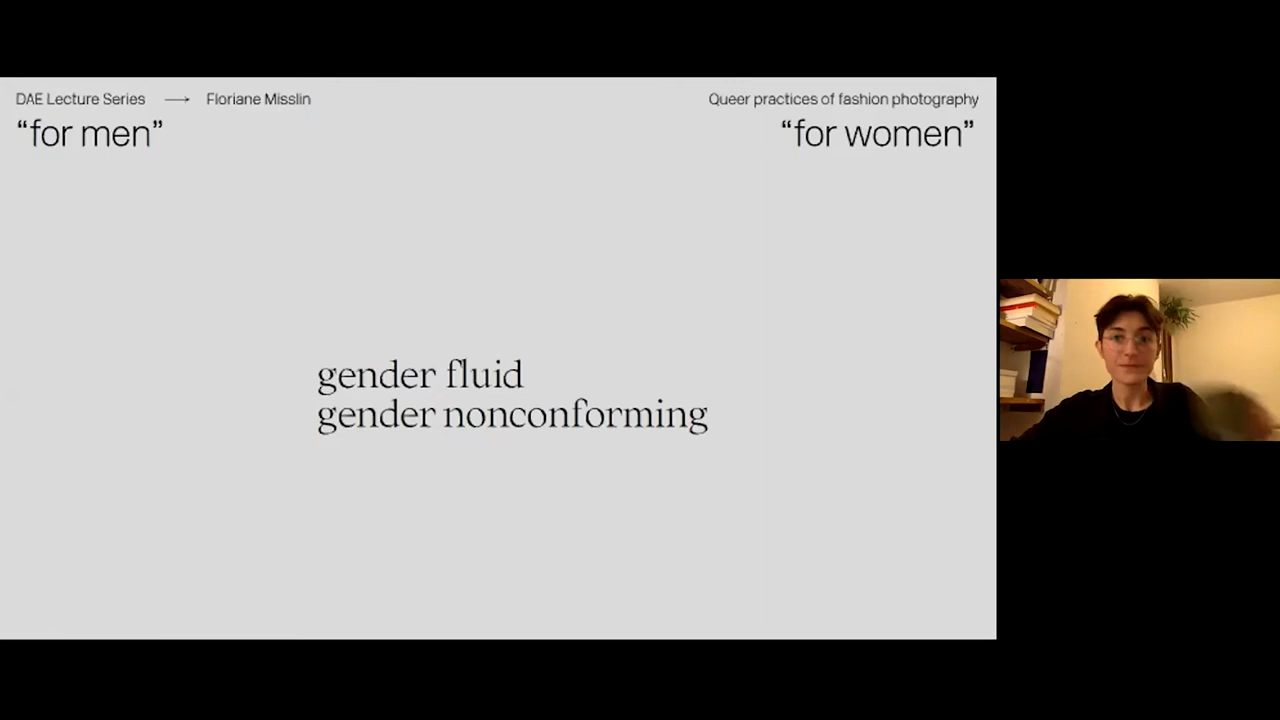 DAE Lecture Series → Floriane Misslin
Queer practices of fashion photography
“for men”
“for women”
gender fluid
gender nonconforming